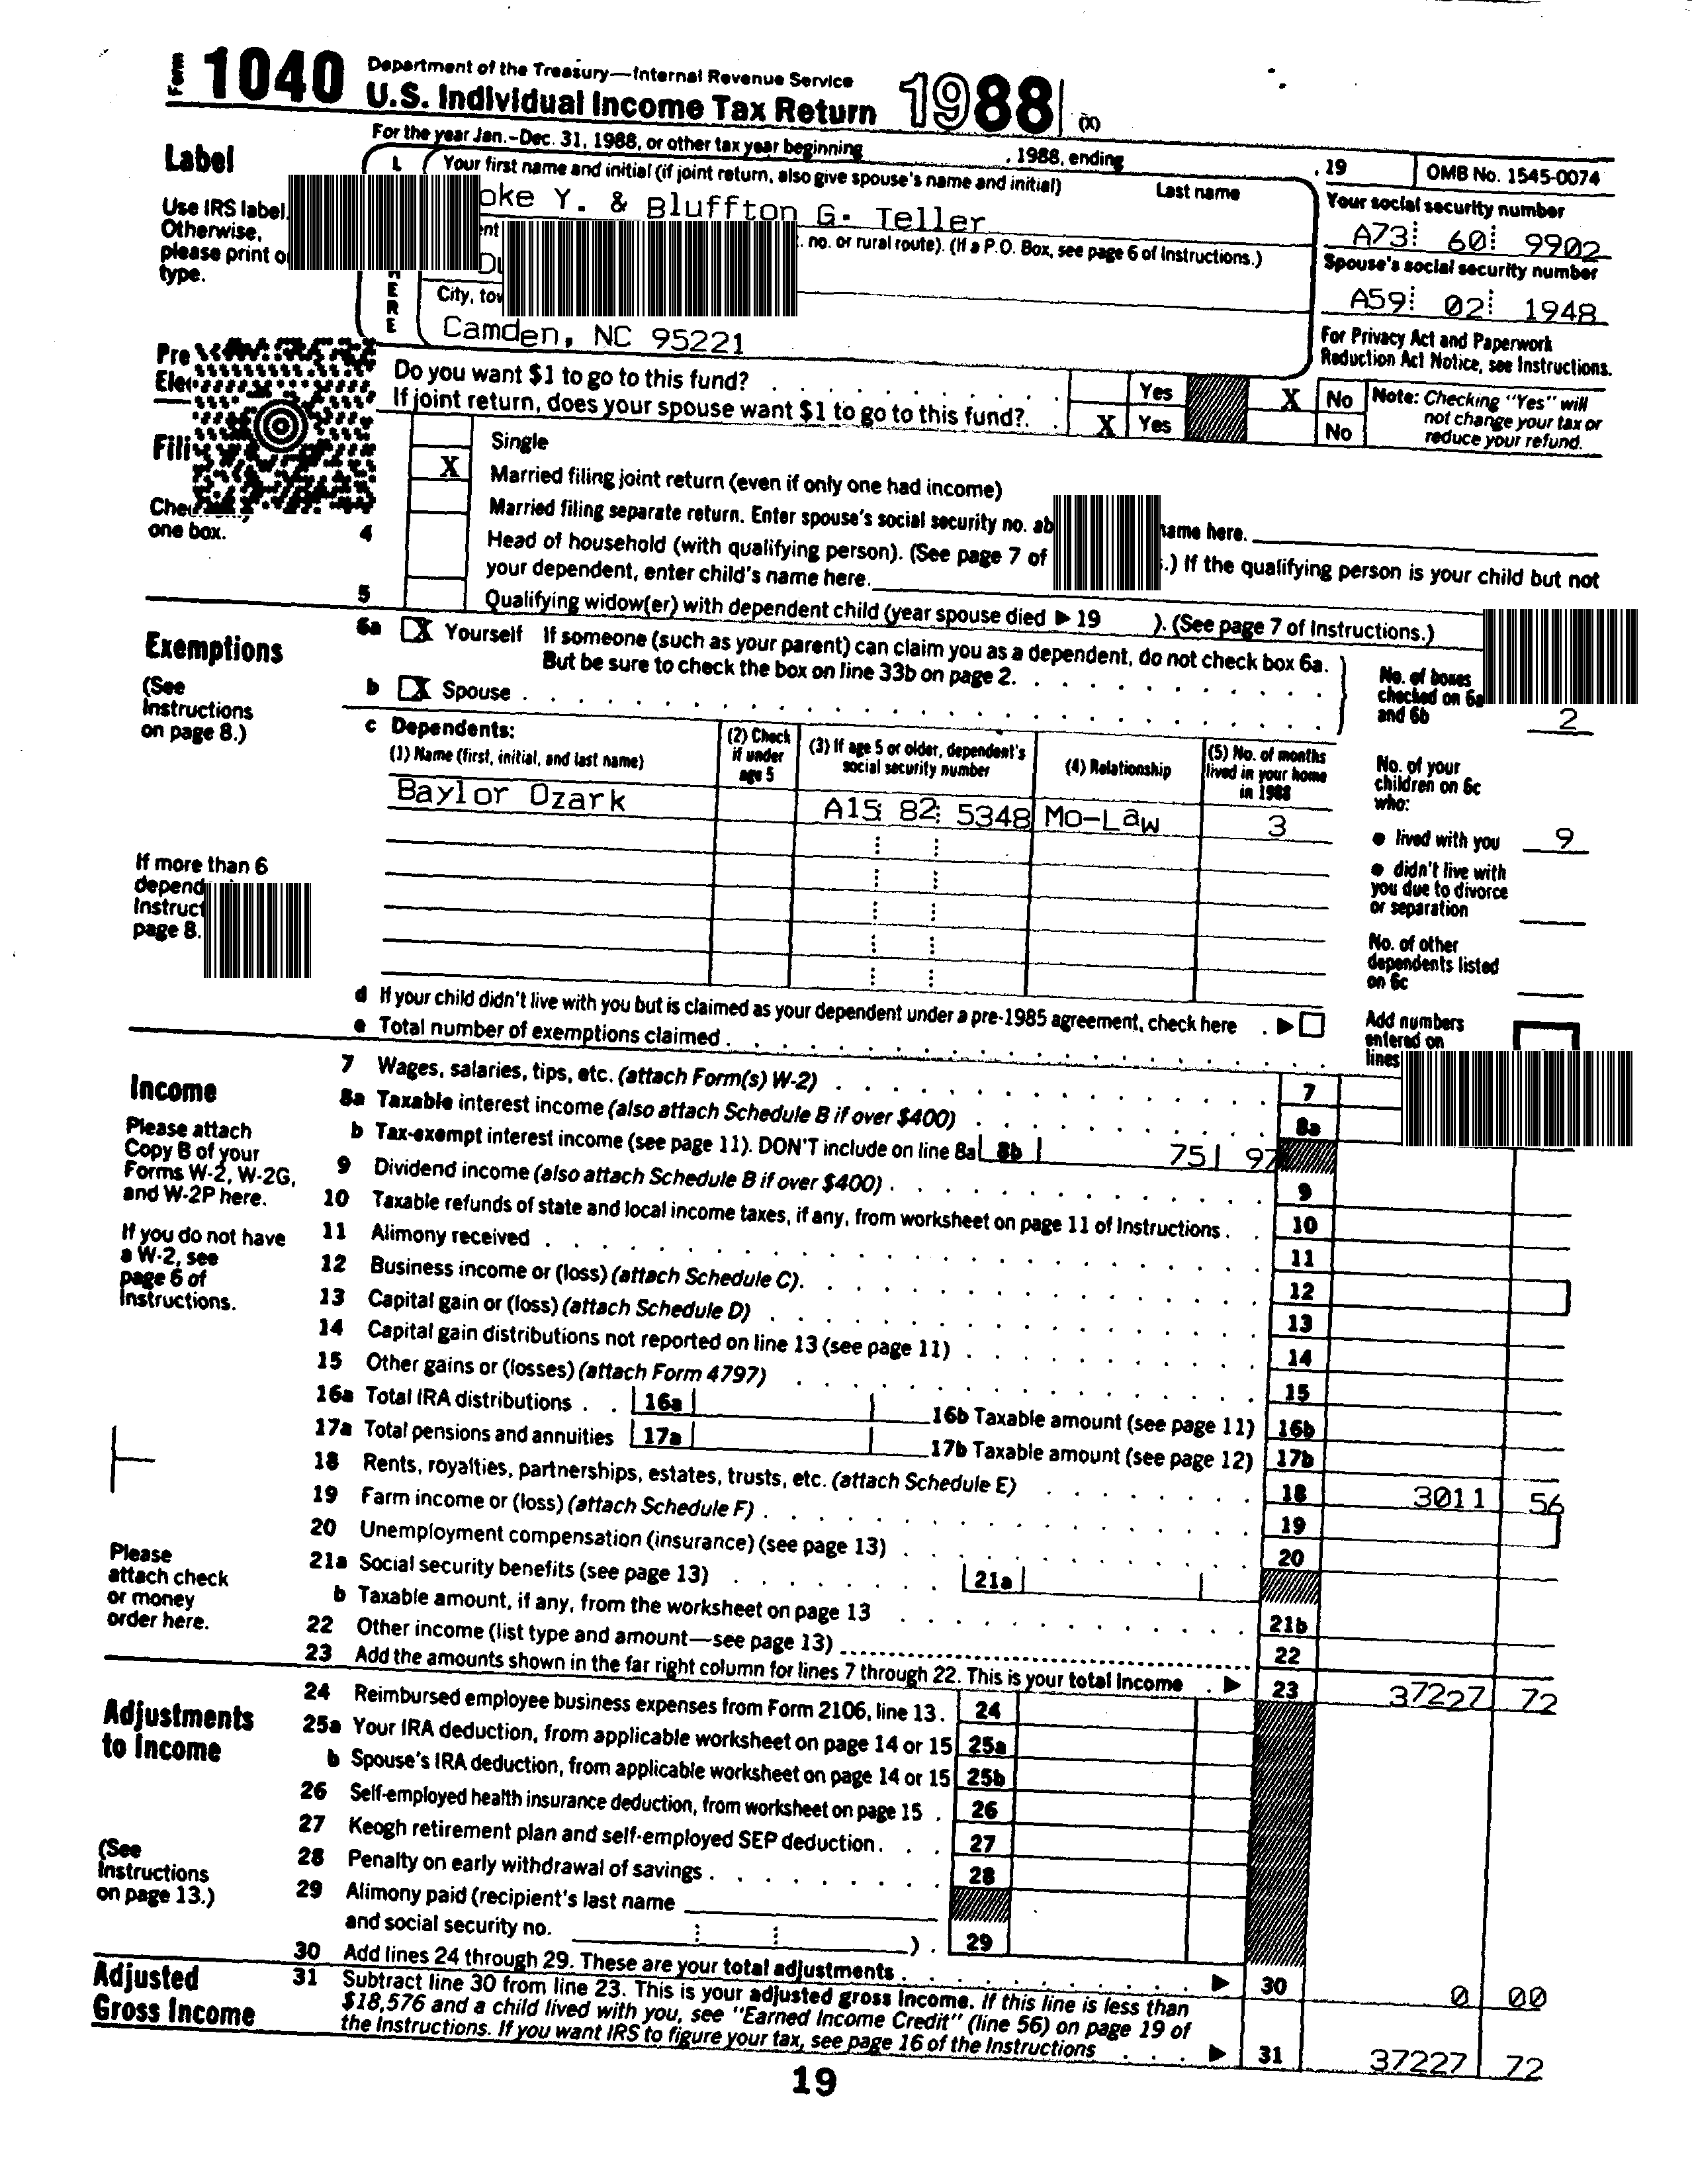 Form 1040 Department of the Treasury—Internal Revenue Service
U.S. Individual Income Tax Return 1988 (X)
For the year Jan.–Dec. 31, 1988, or other tax year beginning , 1988, ending , 19 OMB No. 1545-0074
Label
Use IRS label.
Otherwise,
please print
type.
L
E
R
E
Your first name and initial (if joint return, also give spouse's name and initial) Last name
Y. & Bluffton G. Teller
no. or rural route). (If a P.O. Box, see page 6 of Instructions.)
City,
Camden, NC 95221
Your social security number
A73 60 9902
Spouse's social security number
A59 02 1948
For Privacy Act and Paperwork
Reduction Act Notice, see Instructions.
Do you want $1 to go to this fund? Yes X No
If joint return, does your spouse want $1 to go to this fund? X Yes No
Note: Checking "Yes" will
not change your tax or
reduce your refund.
one box.
Single
X Married filing joint return (even if only one had income)
Married filing separate return. Enter spouse's social security no. name here.
4 Head of household (with qualifying person). (See page 7 of If the qualifying person is your child but not
your dependent, enter child's name here.
5 Qualifying widow(er) with dependent child (year spouse died ▶ 19 ). (See page 7 of Instructions.)
Exemptions
(See
Instructions
on page 8.)
6a X Yourself If someone (such as your parent) can claim you as a dependent, do not check box 6a.
But be sure to check the box on line 33b on page 2.
b X Spouse
No. of boxes
checked on 6a
and 6b 2
c Dependents:
(1) Name (first, initial, and last name)
(2) Check
if under
age 5
(3) If age 5 or older, dependent's
social security number
(4) Relationship
(5) No. of months
lived in your home
in 1988
Baylor Ozark A15 82 5348 Mo-Law 3
No. of your
children on 6c
who:
● lived with you 9
● didn't live with
you due to divorce
or separation
No. of other
dependents listed
on 6c
If more than 6
page 8.
d If your child didn't live with you but is claimed as your dependent under a pre-1985 agreement, check here ▶
e Total number of exemptions claimed
Add numbers
entered on
lines
Income
Please attach
Copy B of your
Forms W-2, W-2G,
and W-2P here.
If you do not have
a W-2, see
page 6 of
Instructions.
Please
attach check
or money
order here.
7 Wages, salaries, tips, etc. (attach Form(s) W-2) 7
8a Taxable interest income (also attach Schedule B if over $400) 8a
b Tax-exempt interest income (see page 11). DON'T include on line 8a 8b 75 97
9 Dividend income (also attach Schedule B if over $400) 9
10 Taxable refunds of state and local income taxes, if any, from worksheet on page 11 of Instructions 10
11 Alimony received 11
12 Business income or (loss) (attach Schedule C) 12
13 Capital gain or (loss) (attach Schedule D) 13
14 Capital gain distributions not reported on line 13 (see page 11) 14
15 Other gains or (losses) (attach Form 4797) 15
16a Total IRA distributions 16a 16b Taxable amount (see page 11) 16b
17a Total pensions and annuities 17a 17b Taxable amount (see page 12) 17b
18 Rents, royalties, partnerships, estates, trusts, etc. (attach Schedule E) 18 3011 56
19 Farm income or (loss) (attach Schedule F) 19
20 Unemployment compensation (insurance) (see page 13) 20
21a Social security benefits (see page 13) 21a
b Taxable amount, if any, from the worksheet on page 13 21b
22 Other income (list type and amount—see page 13) 22
23 Add the amounts shown in the far right column for lines 7 through 22. This is your total income ▶ 23 37227 72
Adjustments
to Income
(See
Instructions
on page 13.)
24 Reimbursed employee business expenses from Form 2106, line 13. 24
25a Your IRA deduction, from applicable worksheet on page 14 or 15 25a
b Spouse's IRA deduction, from applicable worksheet on page 14 or 15 25b
26 Self-employed health insurance deduction, from worksheet on page 15 26
27 Keogh retirement plan and self-employed SEP deduction 27
28 Penalty on early withdrawal of savings 28
29 Alimony paid (recipient's last name
and social security no. ) 29
30 Add lines 24 through 29. These are your total adjustments ▶ 30 0 00
Adjusted
Gross Income
31 Subtract line 30 from line 23. This is your adjusted gross income. If this line is less than
$18,576 and a child lived with you, see "Earned Income Credit" (line 56) on page 19 of
the Instructions. If you want IRS to figure your tax, see page 16 of the Instructions ▶ 31 37227 72
19